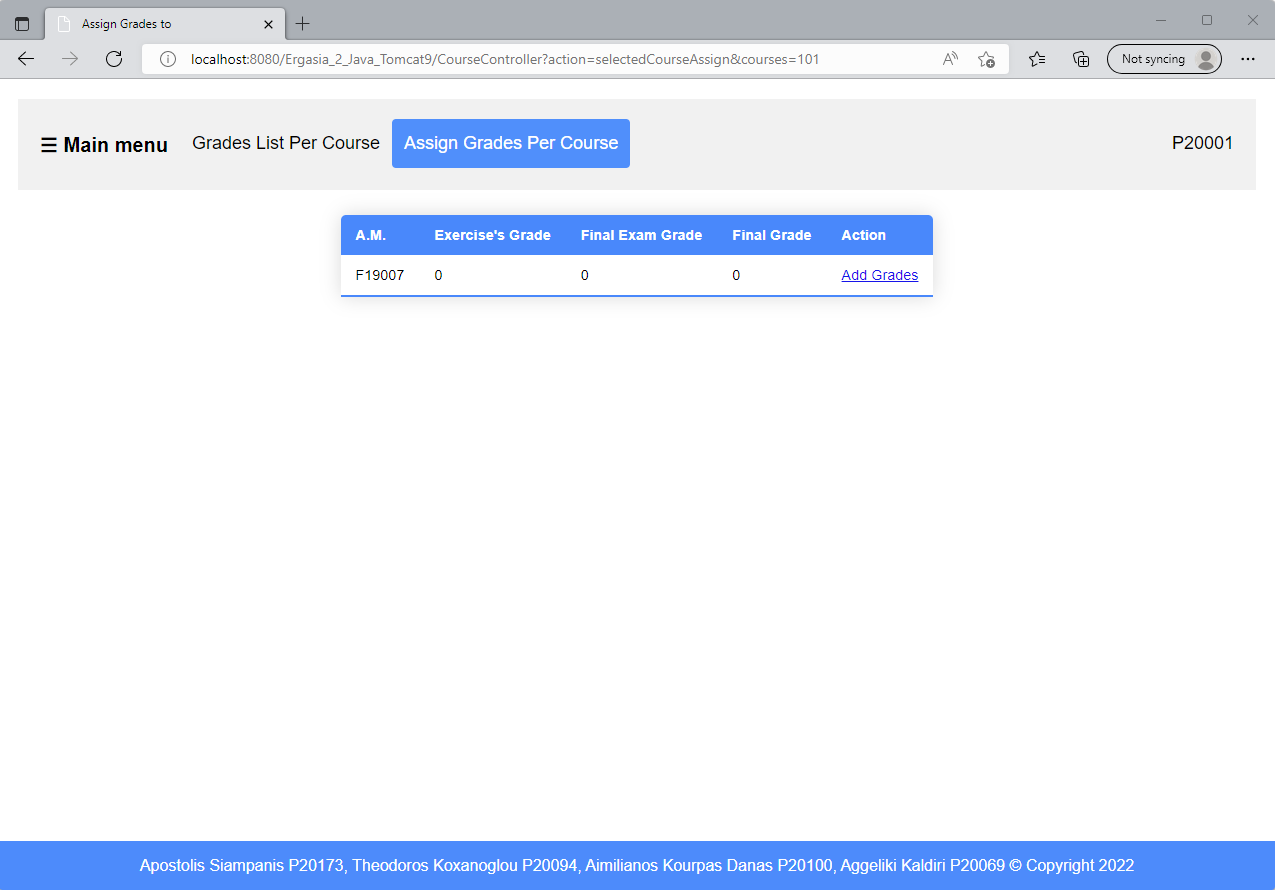 Assign Grades to
localhost:8080/Ergasia_2_Java_Tomcat9/CourseController?action=selectedCourseAssign&courses=101
Not syncing
☰ Main menu Grades List Per Course Assign Grades Per Course P20001
A.M. Exercise's Grade Final Exam Grade Final Grade Action
F19007 0 0 0 Add Grades
Apostolis Siampanis P20173, Theodoros Koxanoglou P20094, Aimilianos Kourpas Danas P20100, Aggeliki Kaldiri P20069 © Copyright 2022